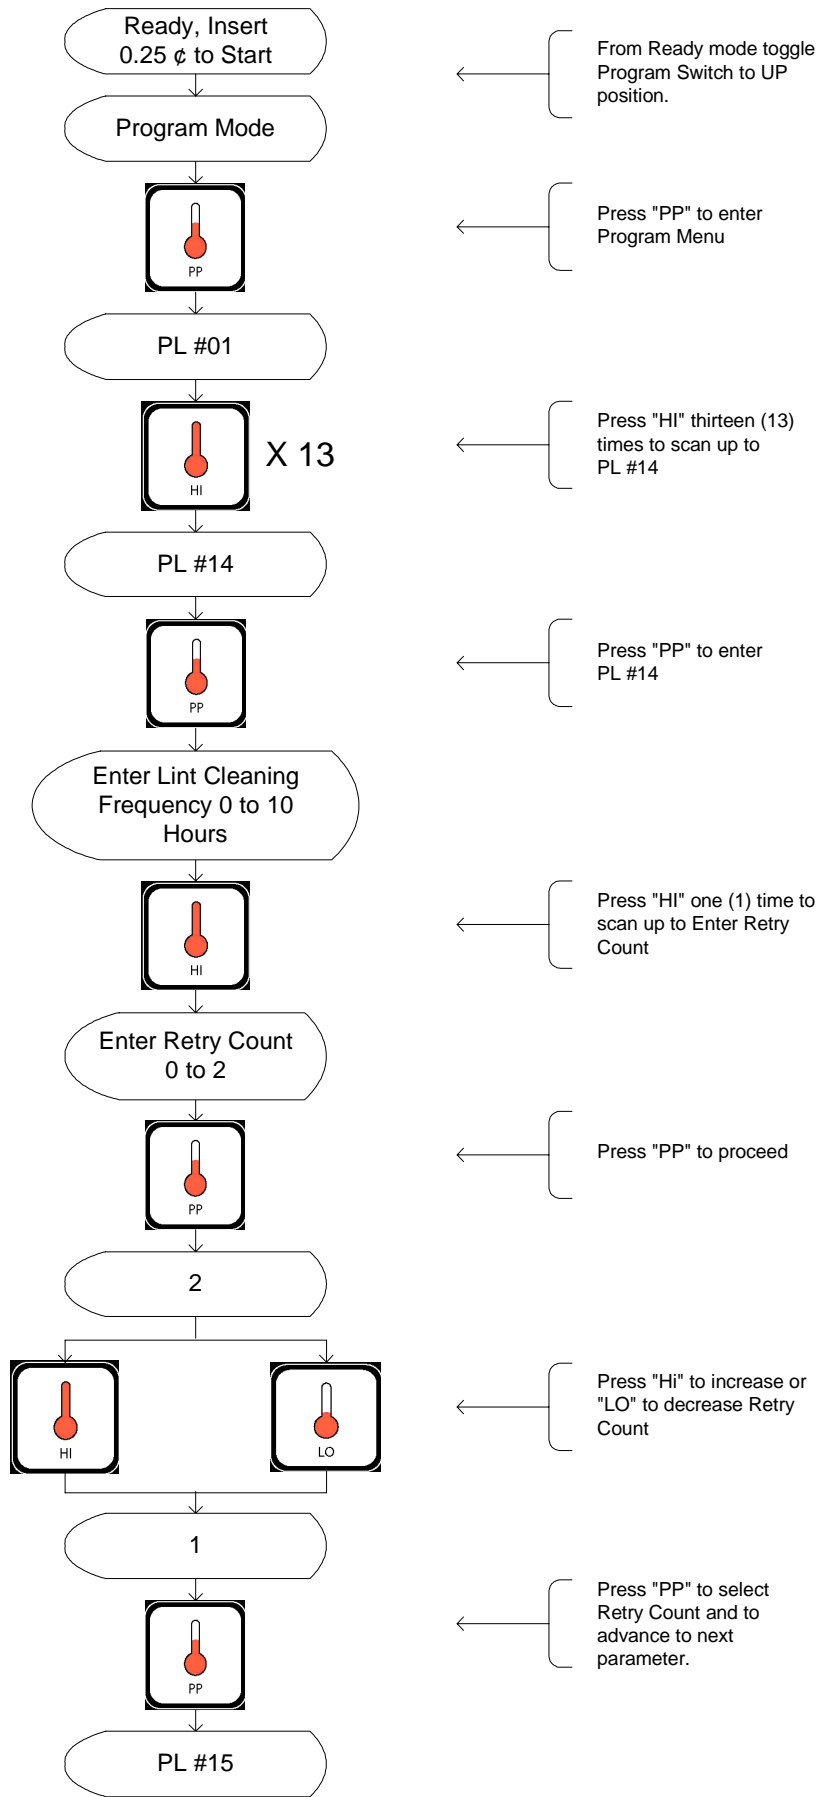 Ready, Insert
0.25 ¢ to Start
From Ready mode toggle
Program Switch to UP
position.
Program Mode
PP
Press "PP" to enter
Program Menu
PL #01
HI
X 13
Press "HI" thirteen (13)
times to scan up to
PL #14
PL #14
PP
Press "PP" to enter
PL #14
Enter Lint Cleaning
Frequency 0 to 10
Hours
HI
Press "HI" one (1) time to
scan up to Enter Retry
Count
Enter Retry Count
0 to 2
PP
Press "PP" to proceed
2
HI
LO
Press "Hi" to increase or
"LO" to decrease Retry
Count
1
PP
Press "PP" to select
Retry Count and to
advance to next
parameter.
PL #15